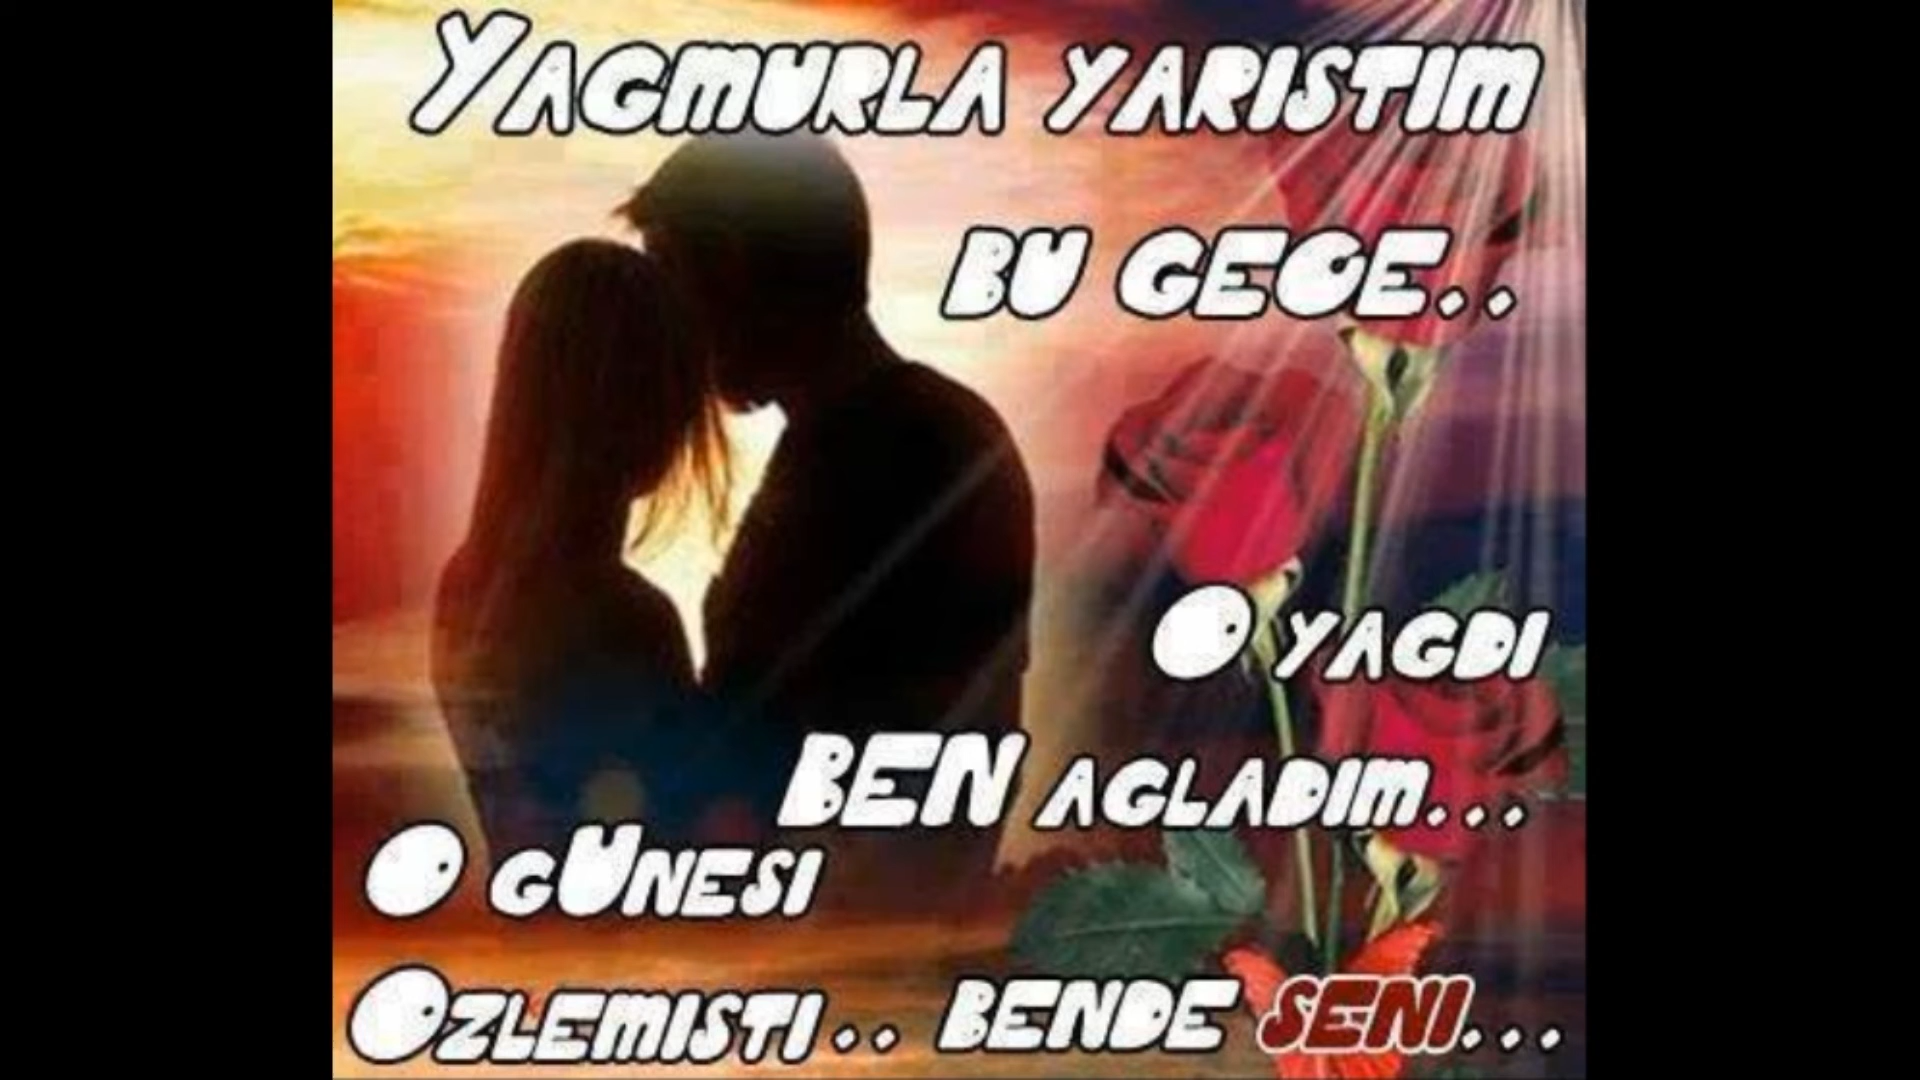 YAGMURLA YARISTIM
BU GECE..
O YAGDI
BEN AGLADIM...
O GUNESI
OZLEMISTI.. BENDE SENI...